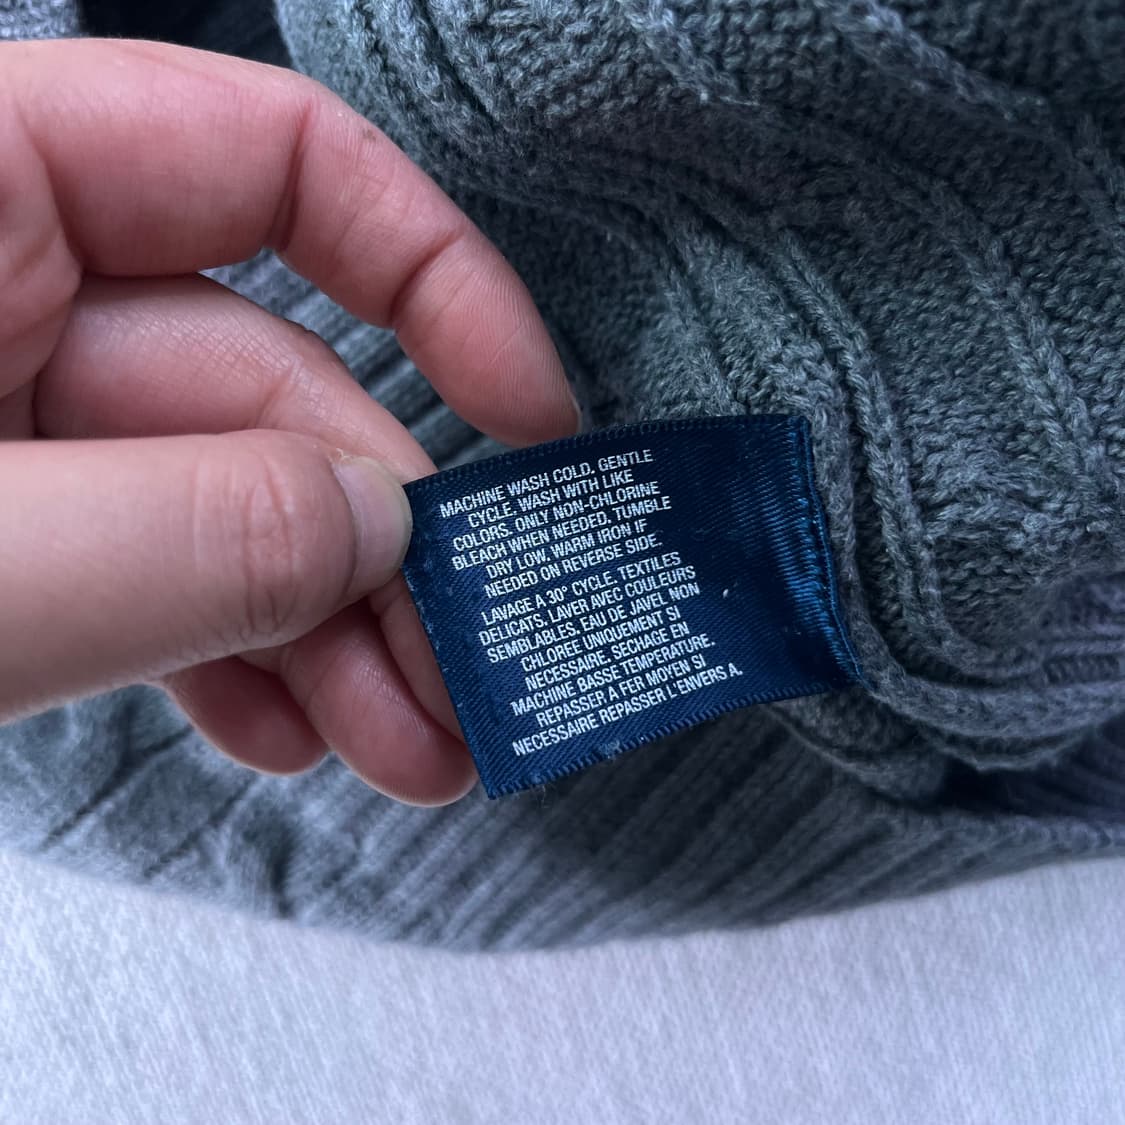 MACHINE WASH COLD. GENTLE
CYCLE. WASH WITH LIKE
COLORS. ONLY NON-CHLORINE
BLEACH WHEN NEEDED. TUMBLE
DRY LOW. WARM IRON IF
NEEDED ON REVERSE SIDE.
LAVAGE A 30° CYCLE. TEXTILES
DELICATS. LAVER AVEC COULEURS
SEMBLABLES. EAU DE JAVEL NON
CHLOREE UNIQUEMENT SI
NECESSAIRE. SECHAGE EN
MACHINE BASSE TEMPERATURE.
REPASSER A FER MOYEN SI
NECESSAIRE REPASSER L'ENVERS A.